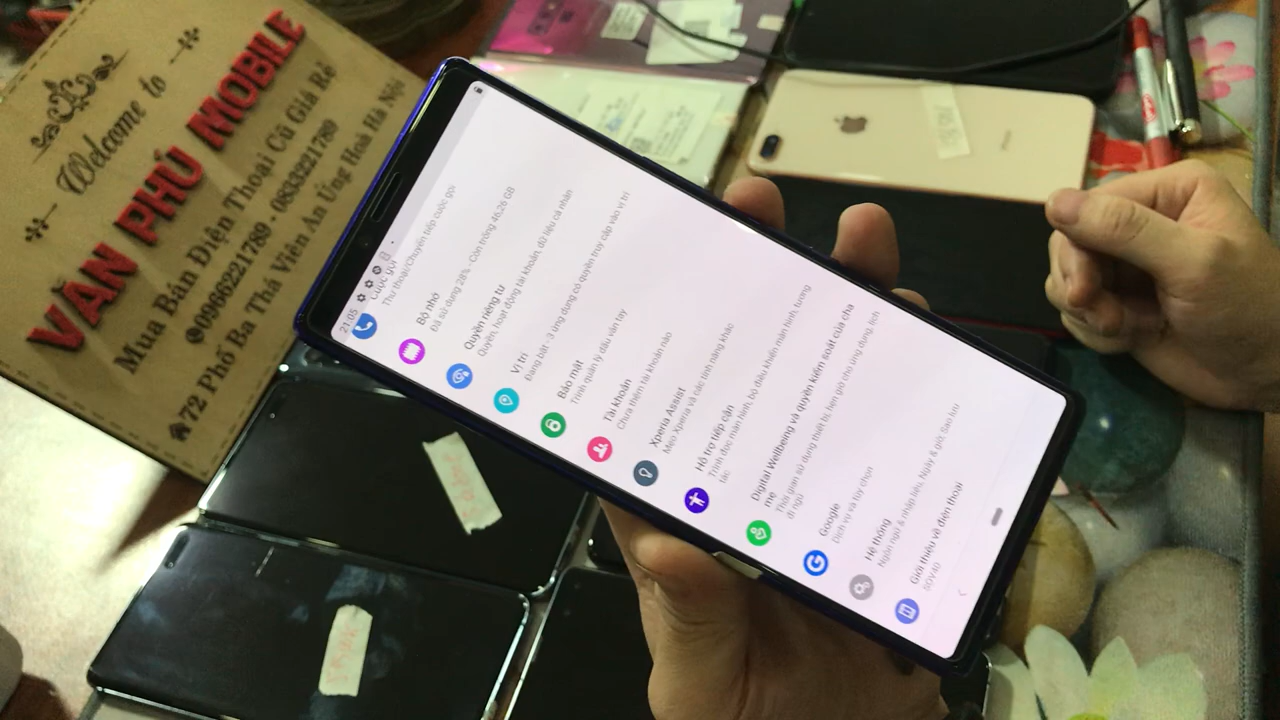 Welcome to
VĂN PHÚ MOBILE
Mua Bán Điện Thoại Cũ Giá Rẻ
0966221789 - 0833221789
72 Phố Ba Thá Viên An Ứng Hoà Hà Nội
21:05
Cuộc gọi
Thư thoại/Chuyển tiếp cuộc gọi
Bộ nhớ
Đã sử dụng 28% - Còn trống 46,26 GB
Quyền riêng tư
Quyền, hoạt động tài khoản, dữ liệu cá nhân
Vị trí
Đang bật - 3 ứng dụng có quyền truy cập vào vị trí
Bảo mật
Trình quản lý dấu vân tay
Tài khoản
Chưa thêm tài khoản nào
Xperia Assist
Mẹo Xperia và các tính năng khác
Hỗ trợ tiếp cận
Trình đọc màn hình, bộ điều khiển màn hình, tương
tác
Digital Wellbeing và quyền kiểm soát của cha
mẹ
Thời gian sử dụng thiết bị, hẹn giờ cho ứng dụng, lịch
đi ngủ
Google
Dịch vụ và tùy chọn
Hệ thống
Ngôn ngữ & nhập liệu, Ngày & giờ, Sao lưu
Giới thiệu về điện thoại
SOV40